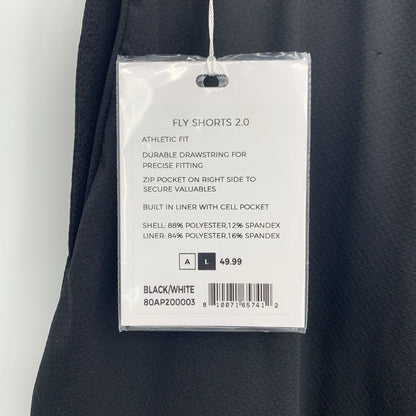 FLY SHORTS 2.0
ATHLETIC FIT
DURABLE DRAWSTRING FOR
PRECISE FITTING
ZIP POCKET ON RIGHT SIDE TO
SECURE VALUABLES
BUILT IN LINER WITH CELL POCKET
SHELL: 88% POLYESTER,12% SPANDEX
LINER: 84% POLYESTER,16% SPANDEX
A L 49.99
BLACK/WHITE
80AP200003
8 10071 65741 2